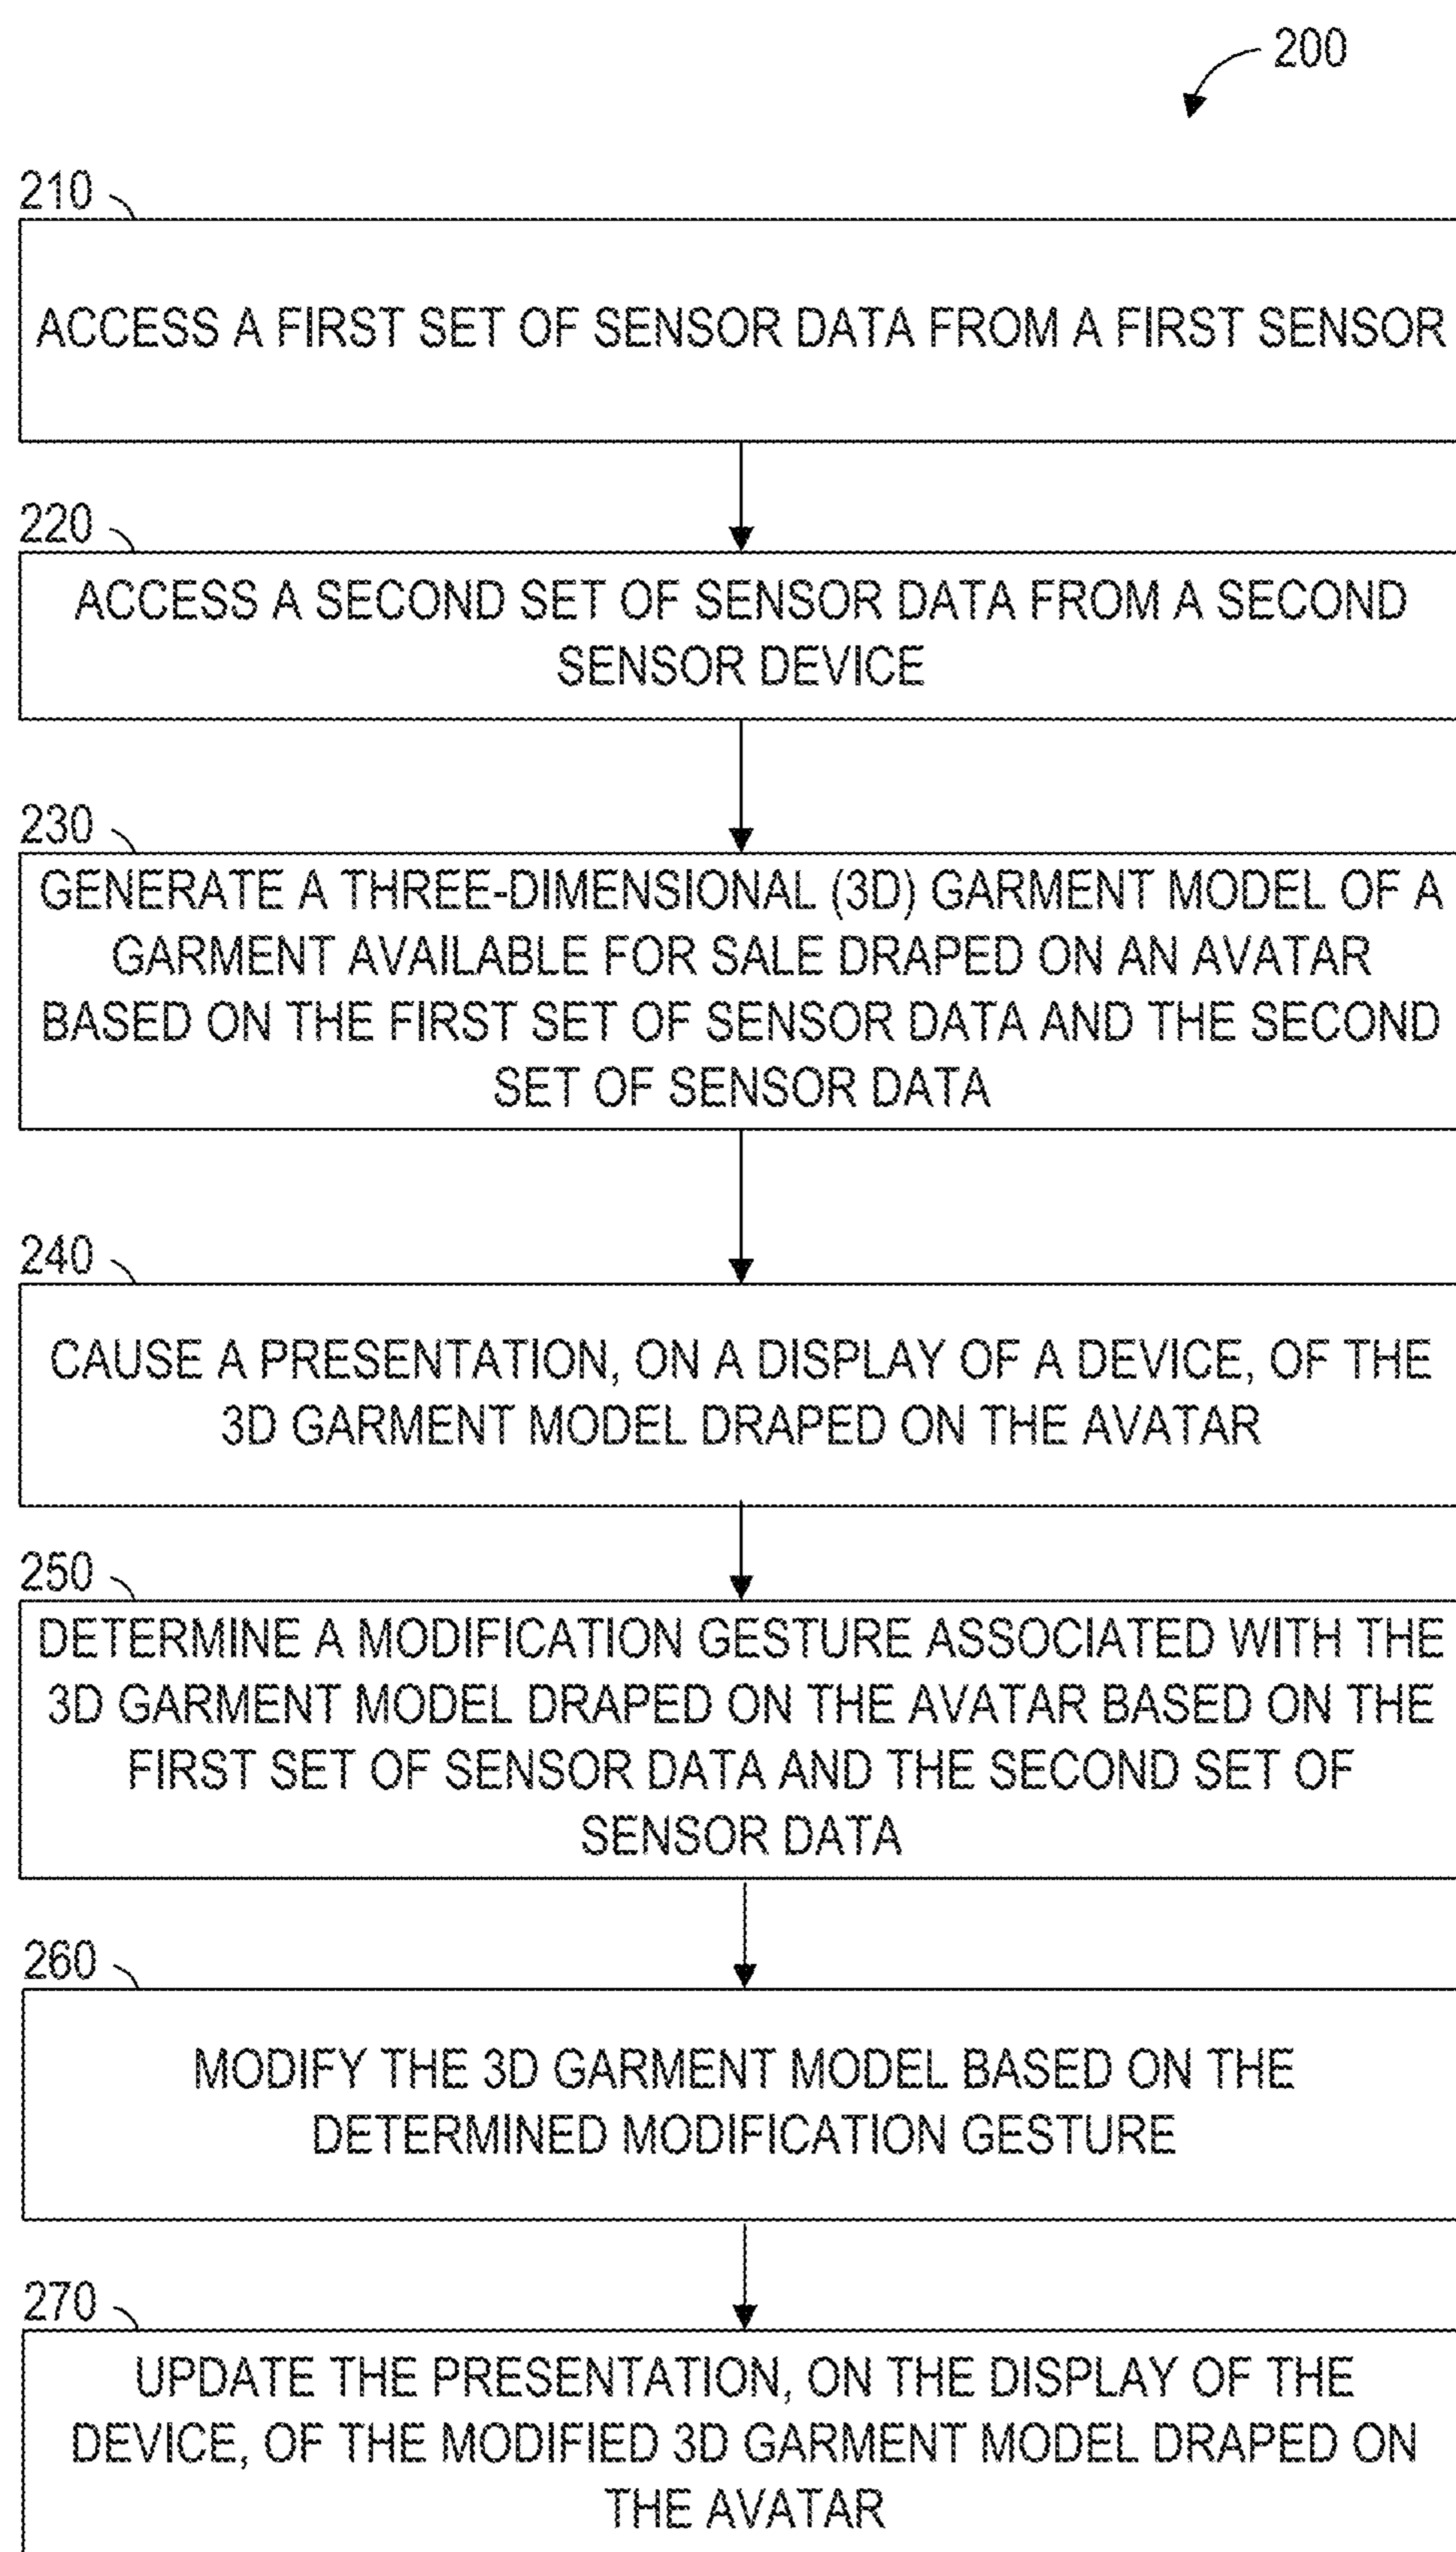 200
210
ACCESS A FIRST SET OF SENSOR DATA FROM A FIRST SENSOR
220
ACCESS A SECOND SET OF SENSOR DATA FROM A SECOND
SENSOR DEVICE
230
GENERATE A THREE-DIMENSIONAL (3D) GARMENT MODEL OF A
GARMENT AVAILABLE FOR SALE DRAPED ON AN AVATAR
BASED ON THE FIRST SET OF SENSOR DATA AND THE SECOND
SET OF SENSOR DATA
240
CAUSE A PRESENTATION, ON A DISPLAY OF A DEVICE, OF THE
3D GARMENT MODEL DRAPED ON THE AVATAR
250
DETERMINE A MODIFICATION GESTURE ASSOCIATED WITH THE
3D GARMENT MODEL DRAPED ON THE AVATAR BASED ON THE
FIRST SET OF SENSOR DATA AND THE SECOND SET OF
SENSOR DATA
260
MODIFY THE 3D GARMENT MODEL BASED ON THE
DETERMINED MODIFICATION GESTURE
270
UPDATE THE PRESENTATION, ON THE DISPLAY OF THE
DEVICE, OF THE MODIFIED 3D GARMENT MODEL DRAPED ON
THE AVATAR